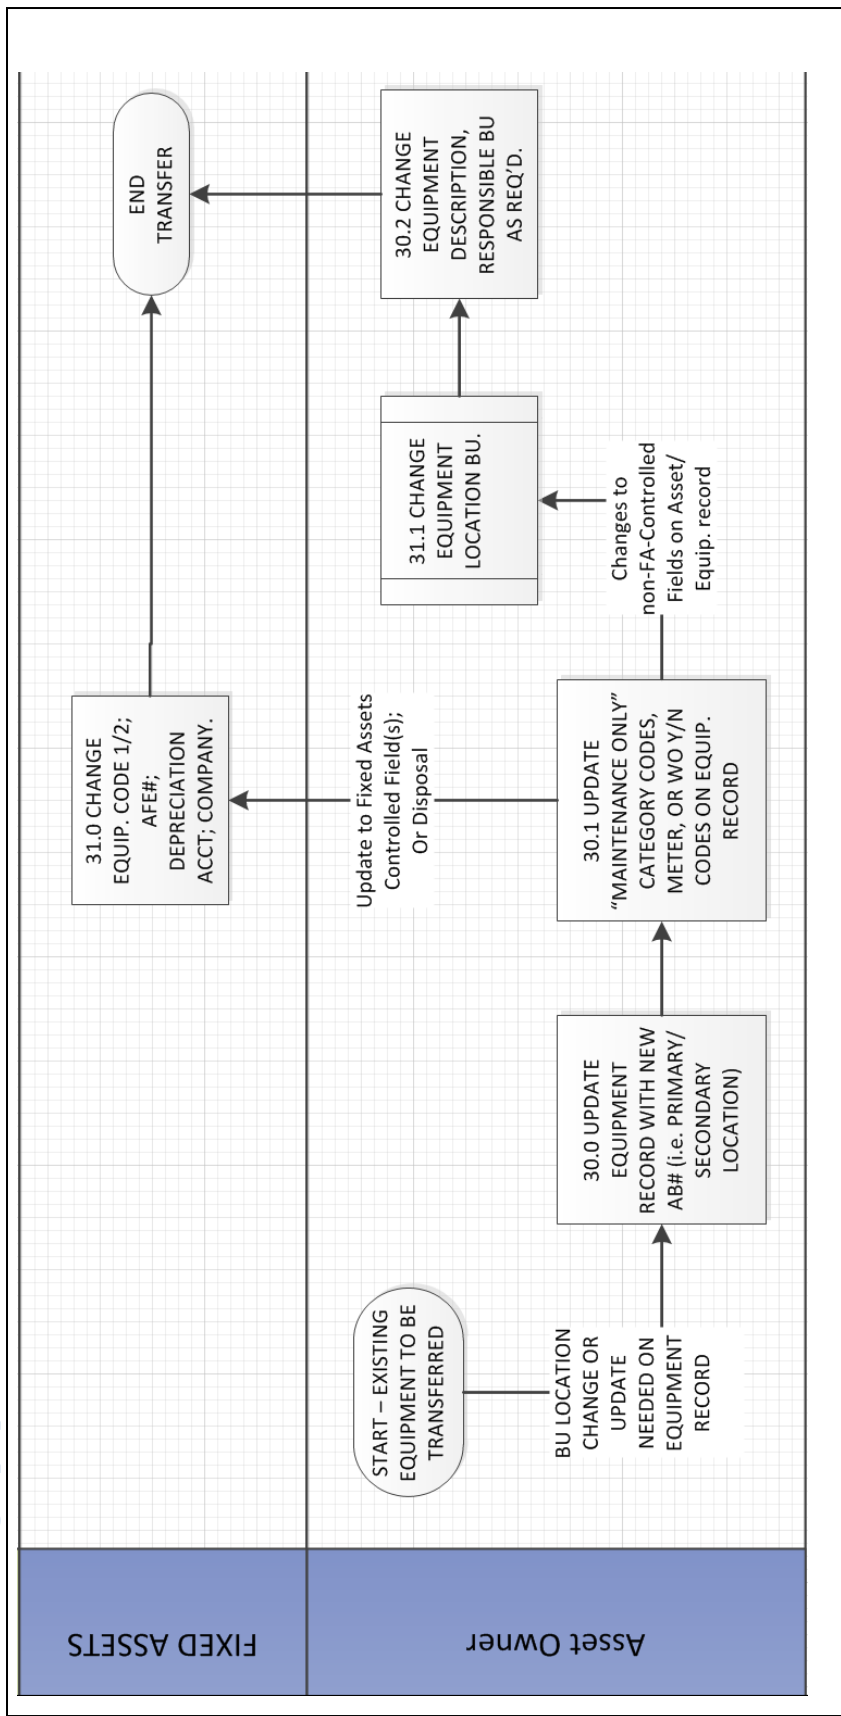 FIXED ASSETS
Asset Owner
START – EXISTING
EQUIPMENT TO BE
TRANSFERRED
BU LOCATION
CHANGE OR
UPDATE
NEEDED ON
EQUIPMENT
RECORD
30.0 UPDATE
EQUIPMENT
RECORD WITH NEW
AB# (i.e. PRIMARY/
SECONDARY
LOCATION)
30.1 UPDATE
“MAINTENANCE ONLY”
CATEGORY CODES,
METER, OR WO Y/N
CODES ON EQUIP.
RECORD
Update to Fixed Assets
Controlled Field(s);
Or Disposal
31.0 CHANGE
EQUIP. CODE 1/2;
AFE#;
DEPRECIATION
ACCT; COMPANY.
Changes to
non-FA-Controlled
Fields on Asset/
Equip. record
31.1 CHANGE
EQUIPMENT
LOCATION BU.
30.2 CHANGE
EQUIPMENT
DESCRIPTION,
RESPONSIBLE BU
AS REQ’D.
END
TRANSFER